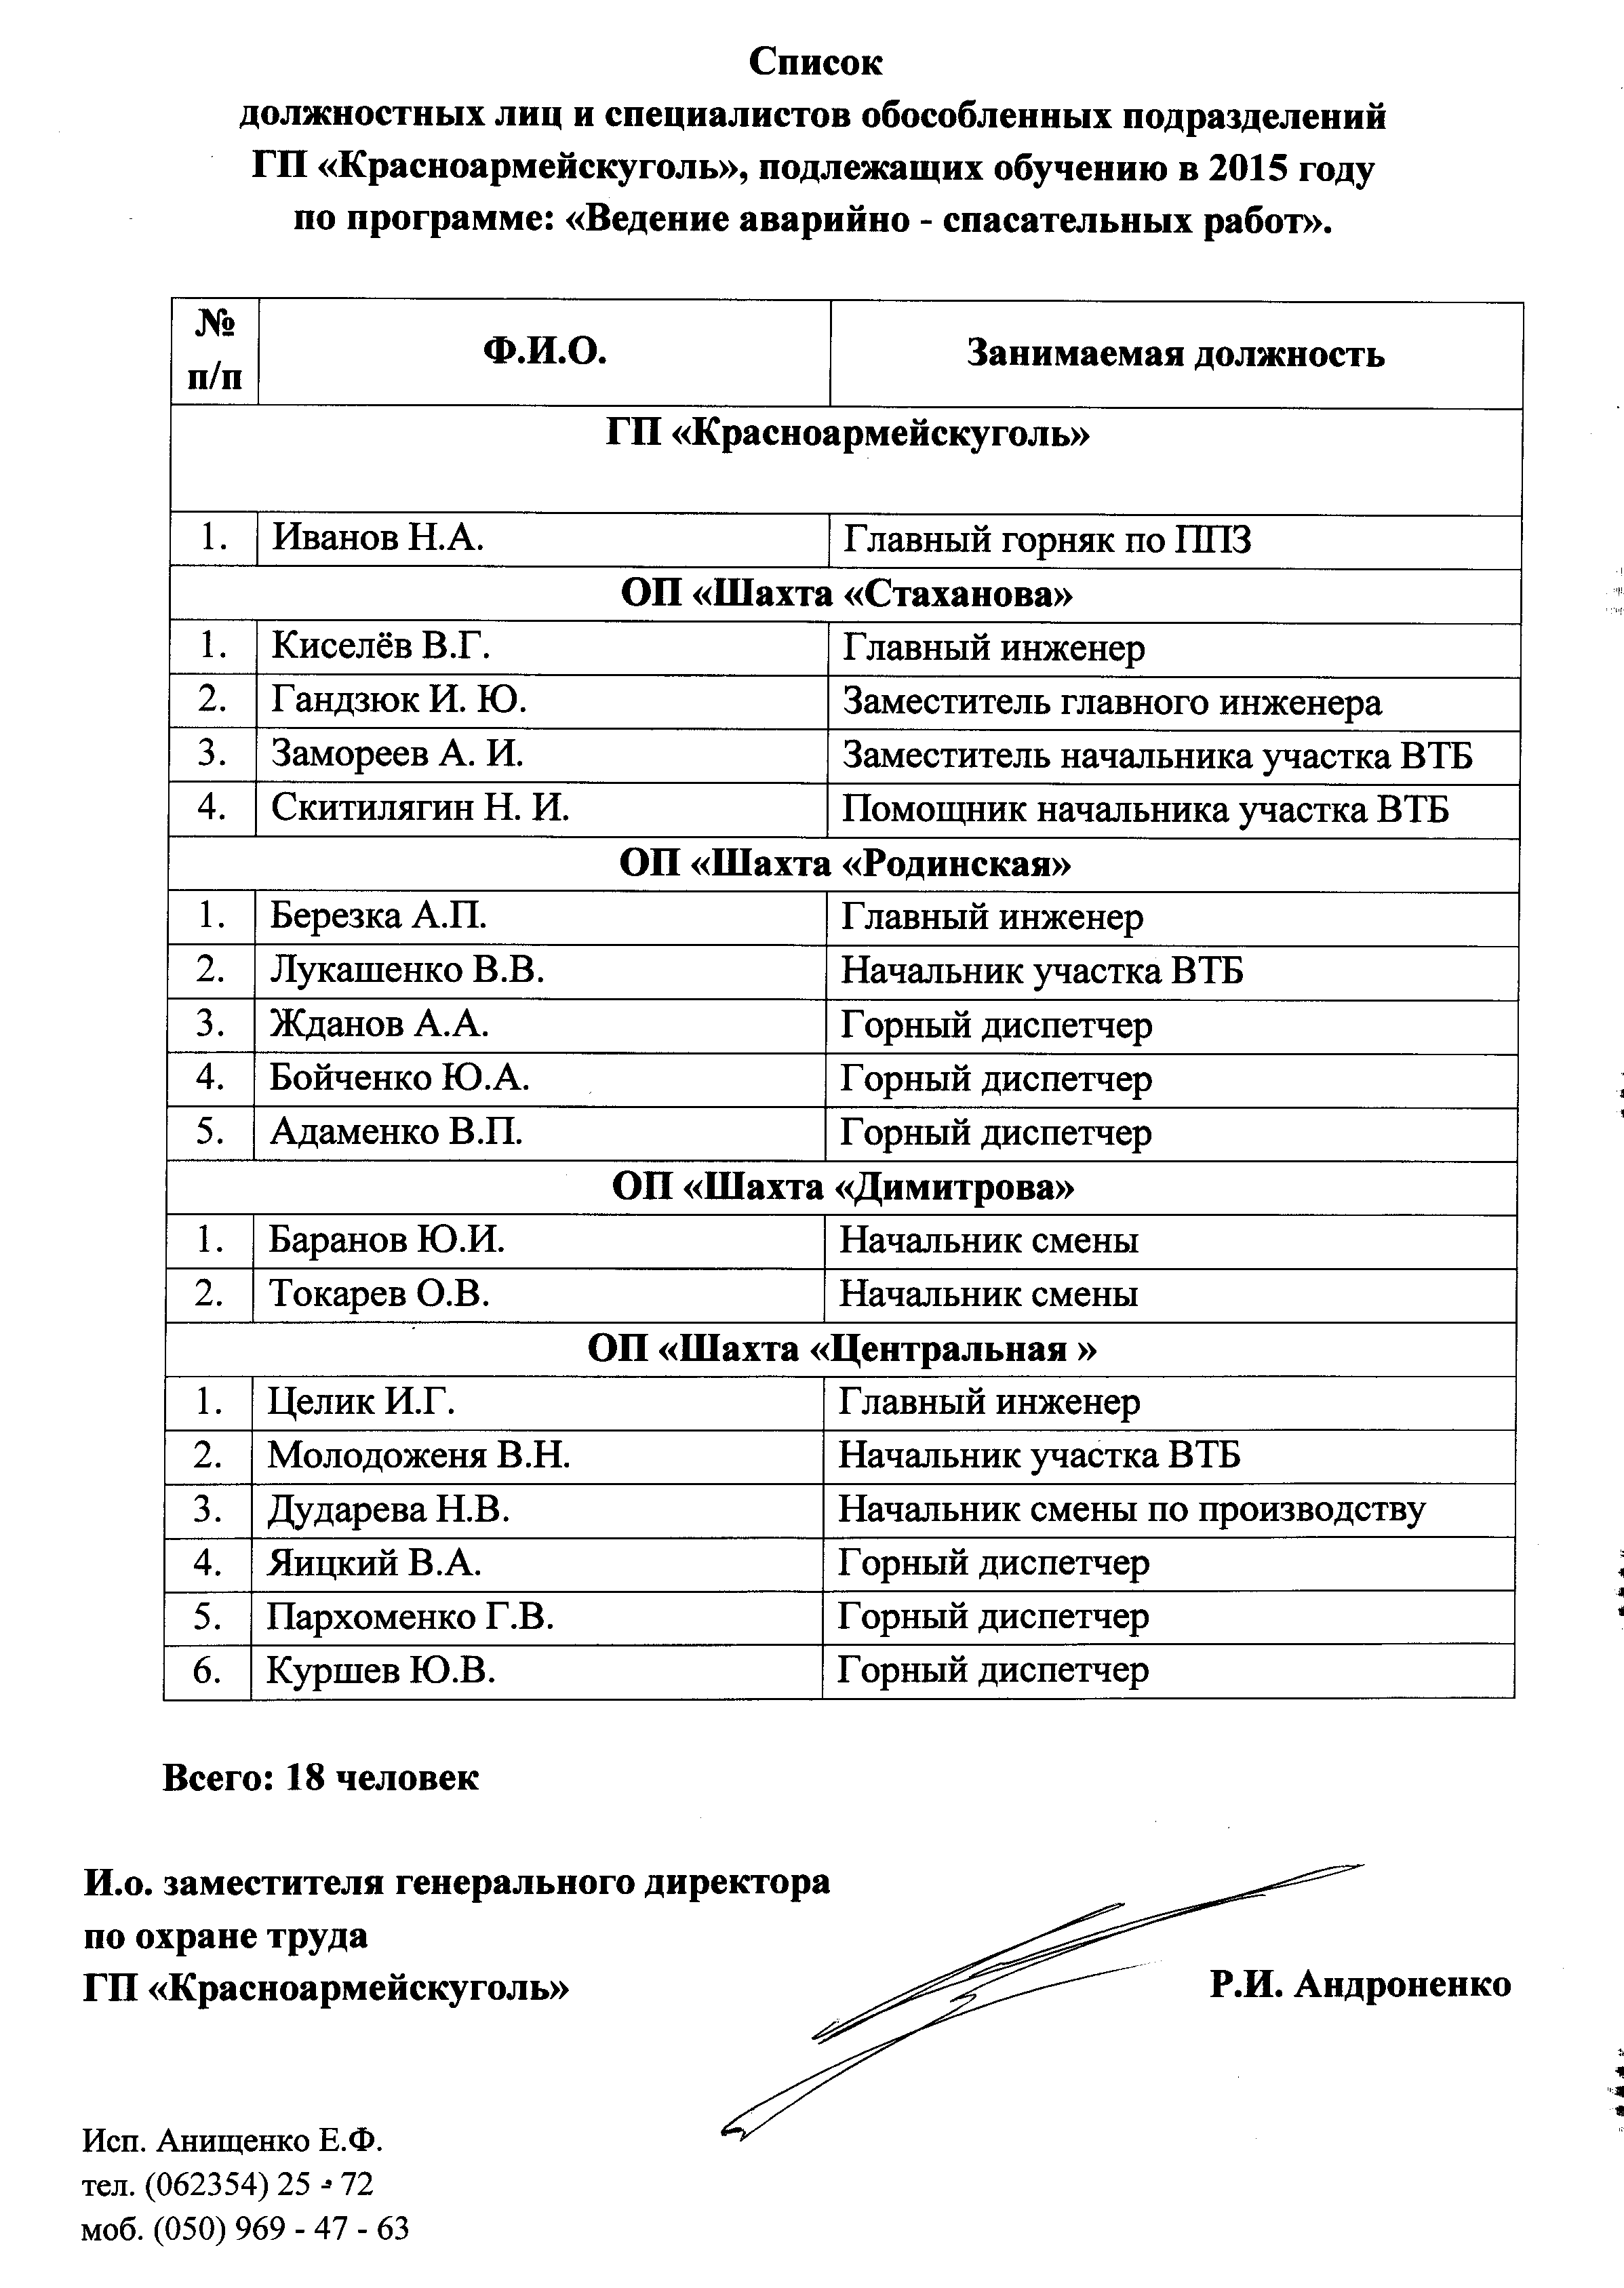 Список
должностных лиц и специалистов обособленных подразделений
ГП «Красноармейскуголь», подлежащих обучению в 2015 году
по программе: «Ведение аварийно - спасательных работ».
№ п/п Ф.И.О. Занимаемая должность
ГП «Красноармейскуголь»
1. Иванов Н.А. Главный горняк по ППЗ
ОП «Шахта «Стаханова»
1. Киселёв В.Г. Главный инженер
2. Гандзюк И. Ю. Заместитель главного инженера
3. Замореев А. И. Заместитель начальника участка ВТБ
4. Скитилягин Н. И. Помощник начальника участка ВТБ
ОП «Шахта «Родинская»
1. Березка А.П. Главный инженер
2. Лукашенко В.В. Начальник участка ВТБ
3. Жданов А.А. Горный диспетчер
4. Бойченко Ю.А. Горный диспетчер
5. Адаменко В.П. Горный диспетчер
ОП «Шахта «Димитрова»
1. Баранов Ю.И. Начальник смены
2. Токарев О.В. Начальник смены
ОП «Шахта «Центральная »
1. Целик И.Г. Главный инженер
2. Молодоженя В.Н. Начальник участка ВТБ
3. Дударева Н.В. Начальник смены по производству
4. Яицкий В.А. Горный диспетчер
5. Пархоменко Г.В. Горный диспетчер
6. Куршев Ю.В. Горный диспетчер
Всего: 18 человек
И.о. заместителя генерального директора
по охране труда
ГП «Красноармейскуголь» Р.И. Андроненко
Исп. Анищенко Е.Ф.
тел. (062354) 25 - 72
моб. (050) 969 - 47 - 63